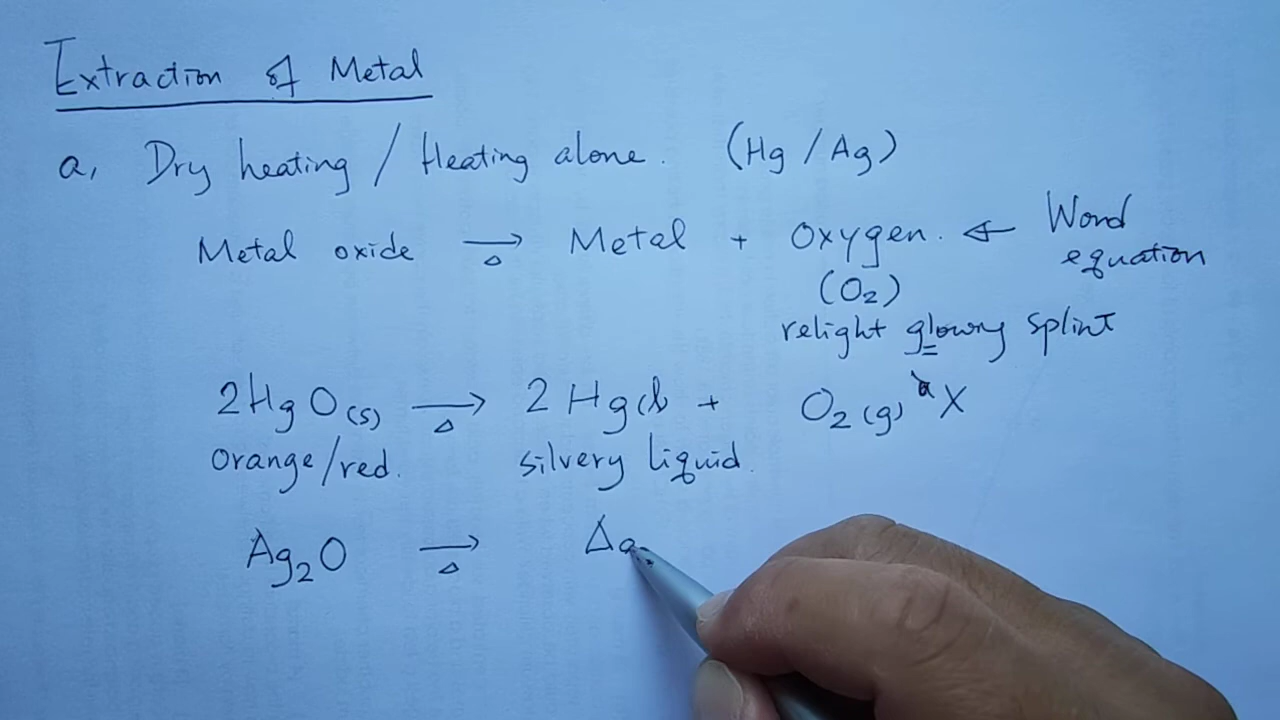 Extraction of Metal
a, Dry heating / Heating alone. (Hg / Ag)
Metal oxide →Δ Metal + Oxygen. ← Word equation
(O₂)
relight glowing splint
2HgO(s) →Δ 2Hg(l) + O₂(g) X
orange/red. silvery liquid.
Ag₂O →Δ Ag